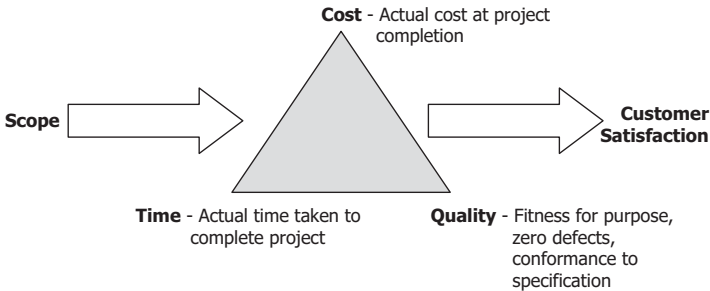 Cost - Actual cost at project
completion
Scope
Customer
Satisfaction
Time - Actual time taken to
complete project
Quality - Fitness for purpose,
zero defects,
conformance to
specification